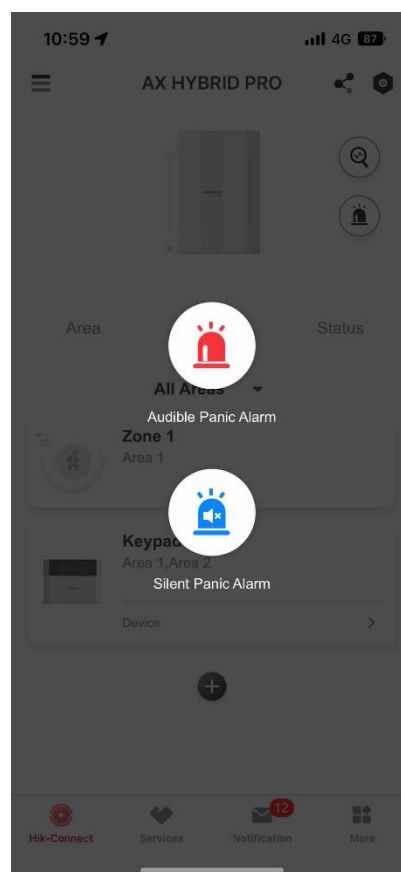 10:59
4G 87
AX HYBRID PRO
Area
Status
All Areas
Audible Panic Alarm
Zone 1
Area 1
Keypad
Area 1,Area 2
Silent Panic Alarm
Device
12
Hik-Connect Services Notification More